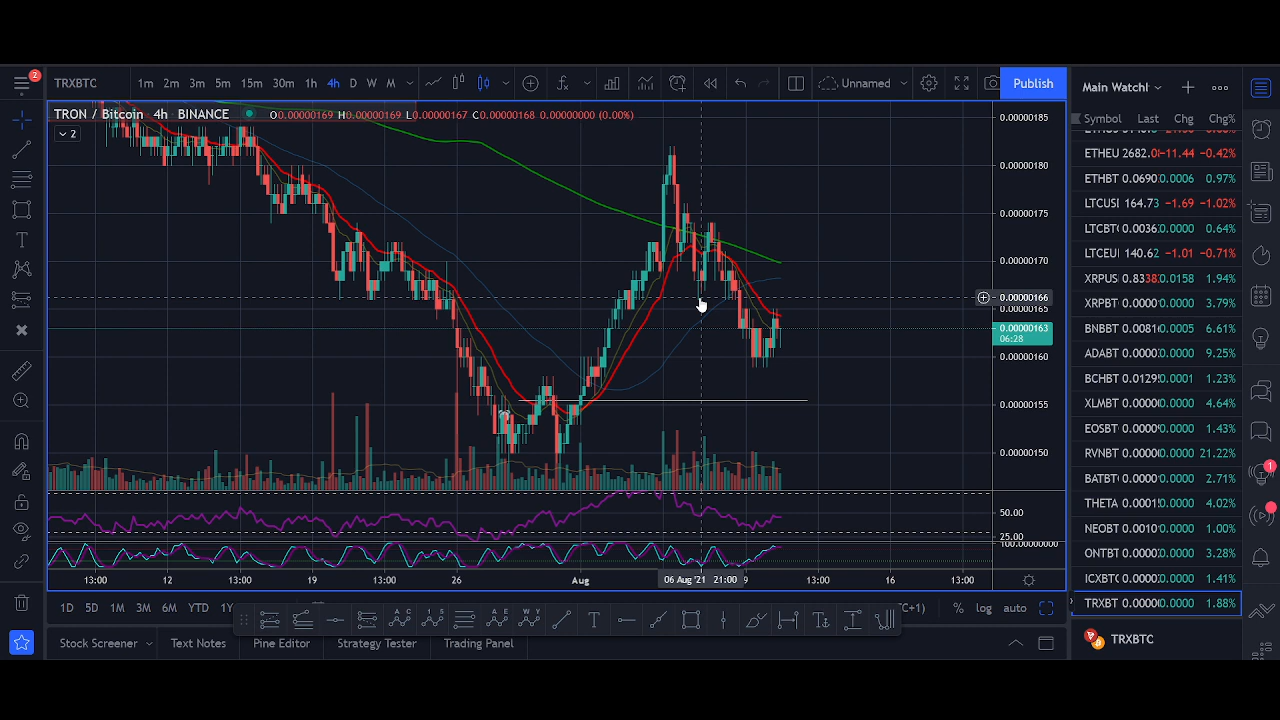 2
TRXBTC 1m 2m 3m 5m 15m 30m 1h 4h D W M Unnamed Publish
TRON / Bitcoin 4h BINANCE O0.00000169 H0.00000169 L0.00000167 C0.00000168 0.00000000 (0.00%)
2
0.00000185
0.00000180
0.00000175
0.00000170
0.00000166
0.00000165
0.00000163
06:28
0.00000160
0.00000155
0.00000150
50.00
25.00
100.00000000
13:00 12 13:00 19 13:00 26 Aug 06 Aug '21 21:00 9 13:00 16 13:00
1D 5D 1M 3M 6M YTD 1Y % log auto
Stock Screener Text Notes Pine Editor Strategy Tester Trading Panel
Main Watchl
Symbol Last Chg Chg%
ETHEU 2682.0 -11.44 -0.42%
ETHBT 0.0690 0.0006 0.97%
LTCUSI 164.73 -1.69 -1.02%
LTCBT 0.0036 0.0000 0.64%
LTCEUI 140.62 -1.01 -0.71%
XRPUS 0.8338 0.0158 1.94%
XRPBT 0.0000 0.0000 3.79%
BNBBT 0.0081 0.0005 6.61%
ADABT 0.0000 0.0000 9.25%
BCHBT 0.0129 0.0001 1.23%
XLMBT 0.0000 0.0000 4.64%
EOSBT 0.0000 0.0000 1.43%
RVNBT 0.0000 0.0000 21.22%
BATBT 0.0000 0.0000 2.71%
THETA 0.0001 0.0000 4.02%
NEOBT 0.0010 0.0000 1.00%
ONTBT 0.0000 0.0000 3.28%
ICXBT 0.0000 0.0000 1.41%
TRXBT 0.0000 0.0000 1.88%
TRXBTC
1